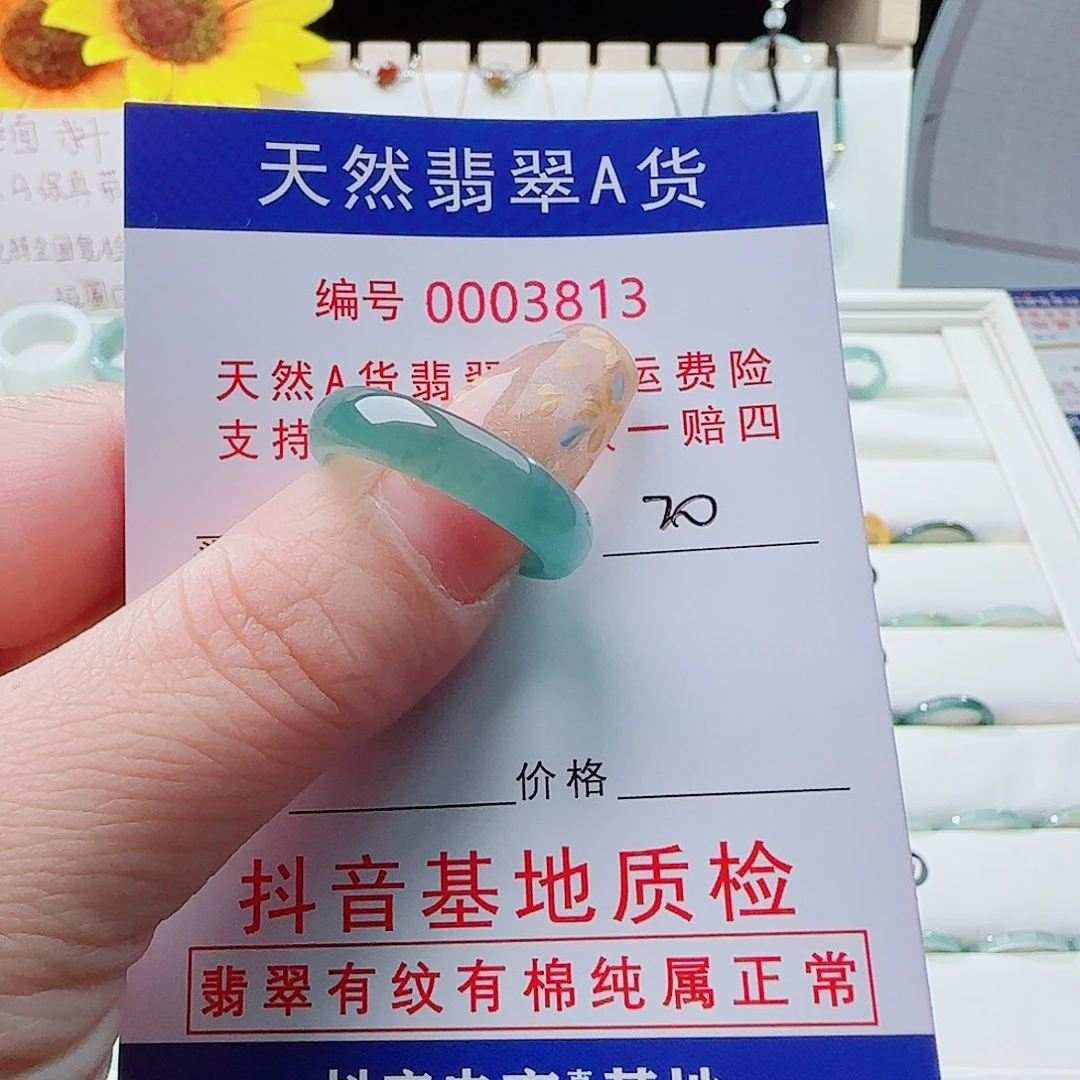 天然翡翠A货
编号 0003813
天然A货翡 运费险
支持 一赔四
20
价格
抖音基地质检
翡翠有纹有棉纯属正常